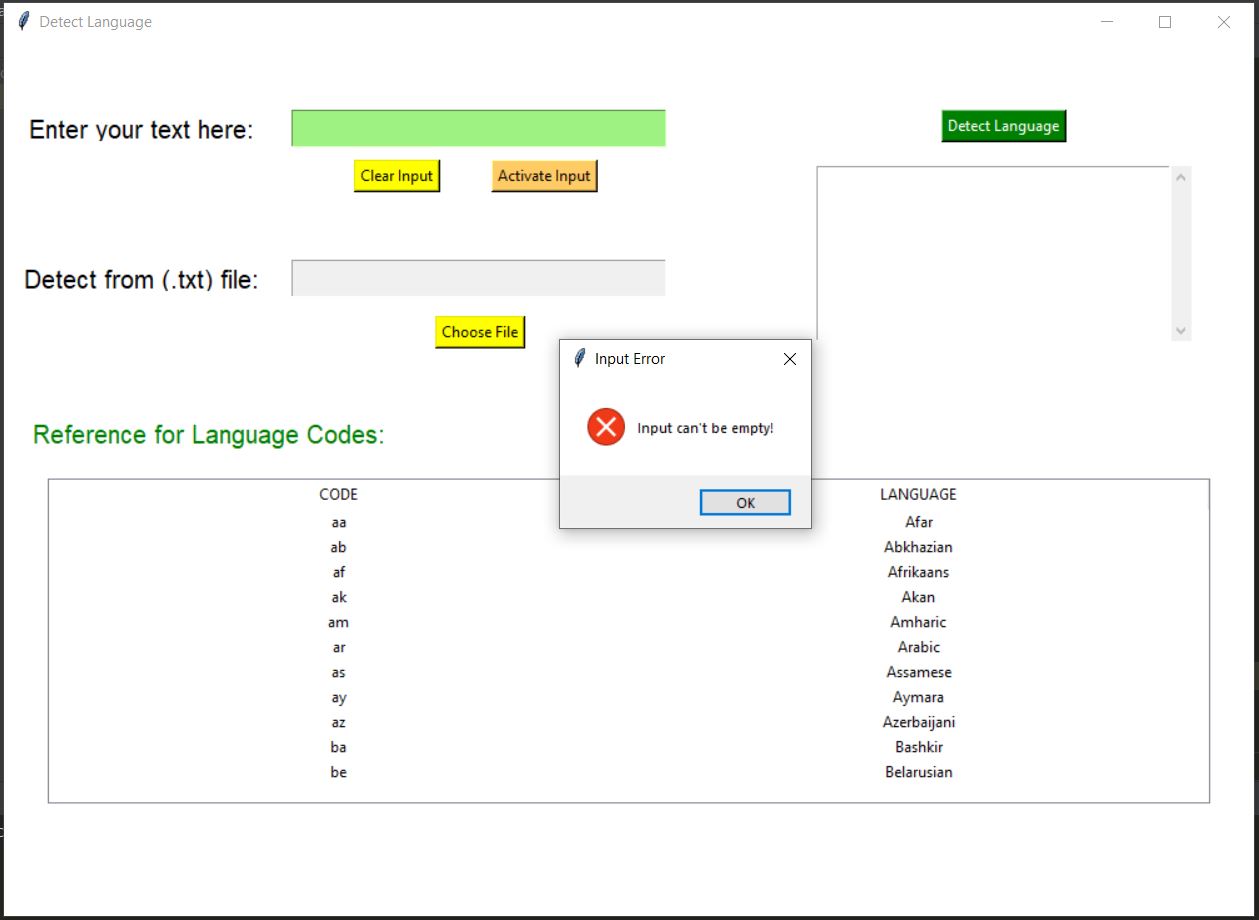 Detect Language
Enter your text here:
Detect Language
Clear Input Activate Input
Detect from (.txt) file:
Choose File
Input Error
Input can't be empty!
OK
Reference for Language Codes:
CODE LANGUAGE
aa Afar
ab Abkhazian
af Afrikaans
ak Akan
am Amharic
ar Arabic
as Assamese
ay Aymara
az Azerbaijani
ba Bashkir
be Belarusian